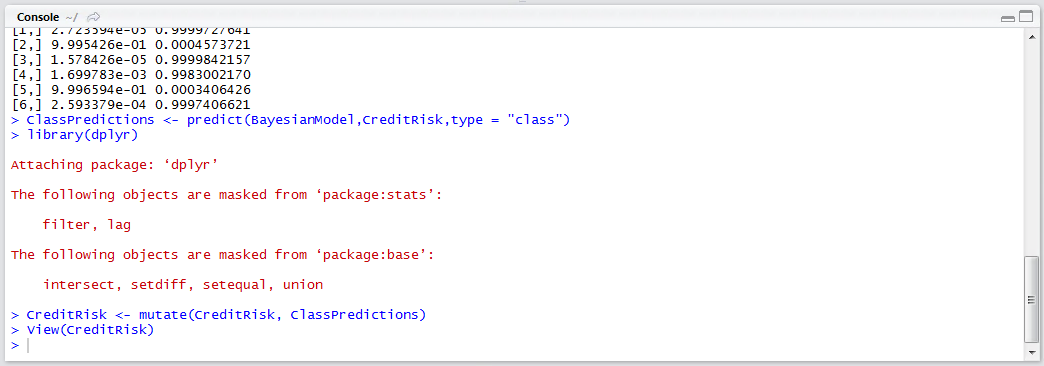 Console ~/
[1,] 2.723594e-05 0.9999727641
[2,] 9.995426e-01 0.0004573721
[3,] 1.578426e-05 0.9999842157
[4,] 1.699783e-03 0.9983002170
[5,] 9.996594e-01 0.0003406426
[6,] 2.593379e-04 0.9997406621
> ClassPredictions <- predict(BayesianModel,CreditRisk,type = "class")
> library(dplyr)
Attaching package: ‘dplyr’
The following objects are masked from ‘package:stats’:
filter, lag
The following objects are masked from ‘package:base’:
intersect, setdiff, setequal, union
> CreditRisk <- mutate(CreditRisk, ClassPredictions)
> View(CreditRisk)
>